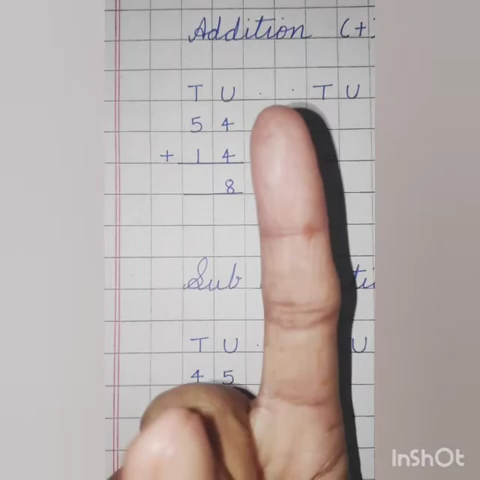 Addition (+)
T U T U
5 4
+ 1 4
8
Sub
T U U
4 5
InShOt